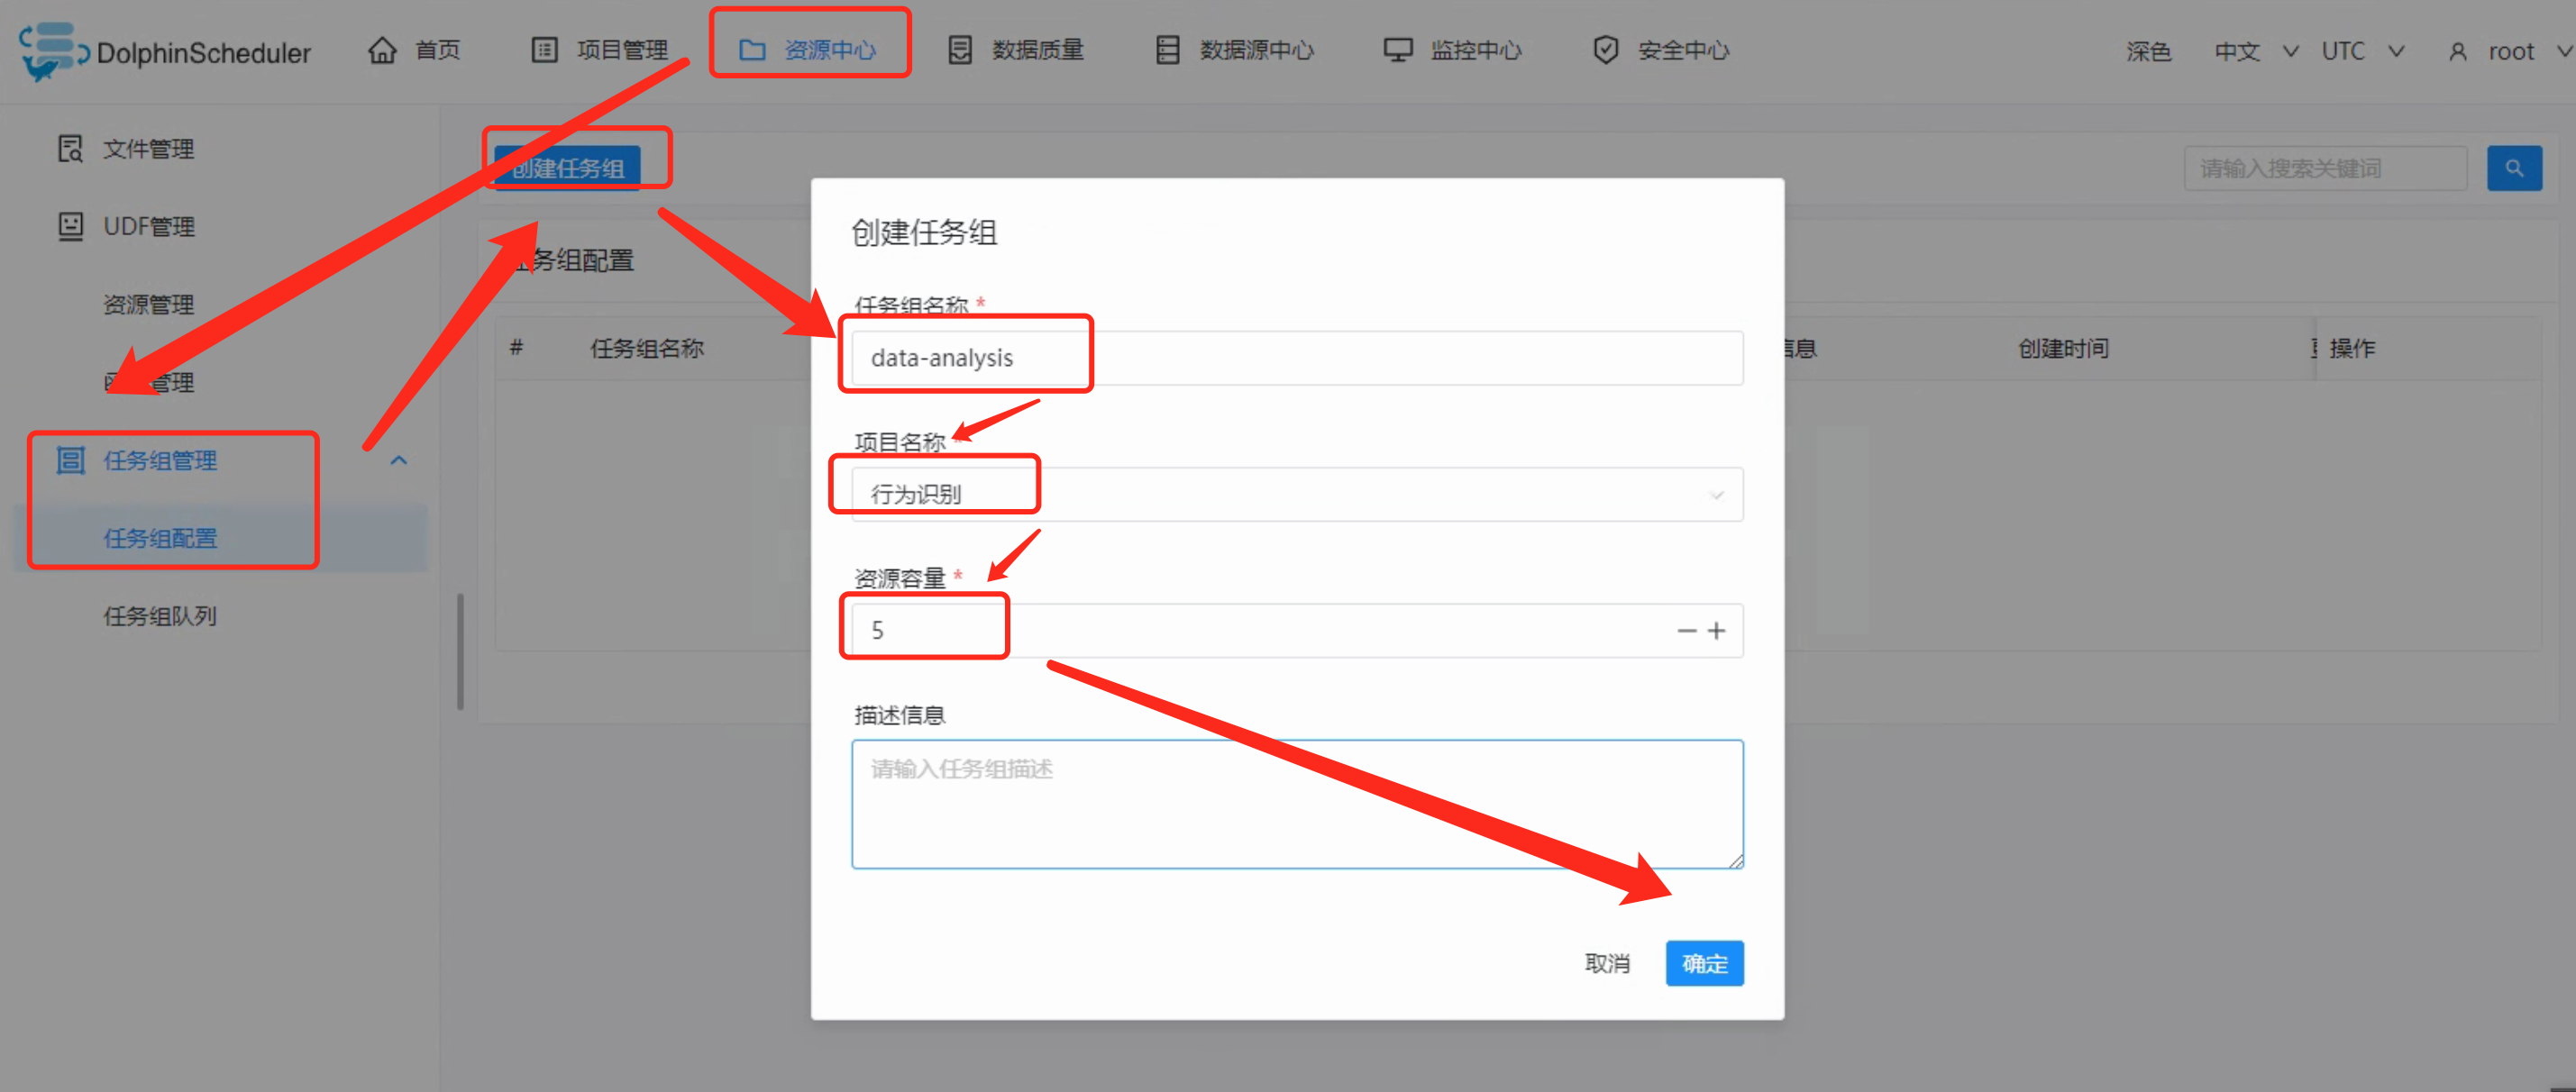 DolphinScheduler 首页 项目管理 资源中心 数据质量 数据源中心 监控中心 安全中心 深色 中文 UTC root
文件管理
UDF管理
资源管理
管理
任务组管理
任务组配置
任务组队列
创建任务组
请输入搜索关键词
任务组配置
# 任务组名称 信息 创建时间 操作
创建任务组
任务组名称 *
data-analysis
项目名称 *
行为识别
资源容量 *
5
描述信息
请输入任务组描述
取消 确定